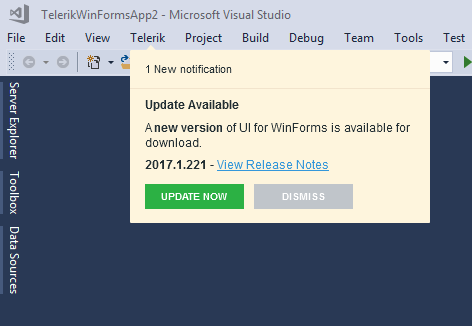 TelerikWinFormsApp2 - Microsoft Visual Studio
File Edit View Telerik Project Build Debug Team Tools Test
1 New notification
Update Available
A new version of UI for WinForms is available for
download.
2017.1.221 - View Release Notes
UPDATE NOW DISMISS
Server Explorer
Toolbox
Data Sources